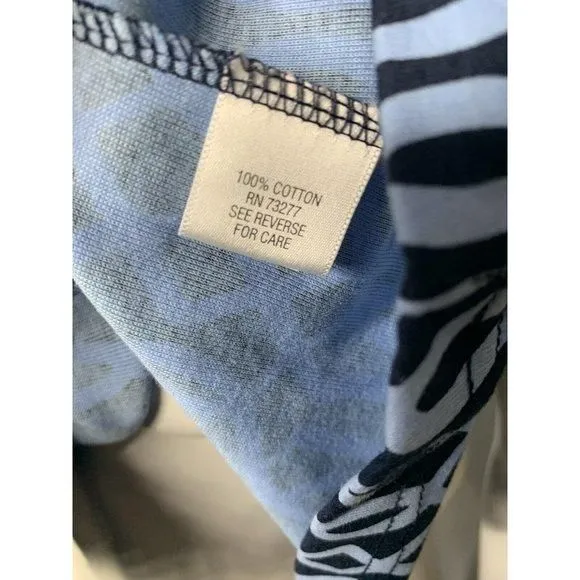 100% COTTON
RN 73277
SEE REVERSE
FOR CARE